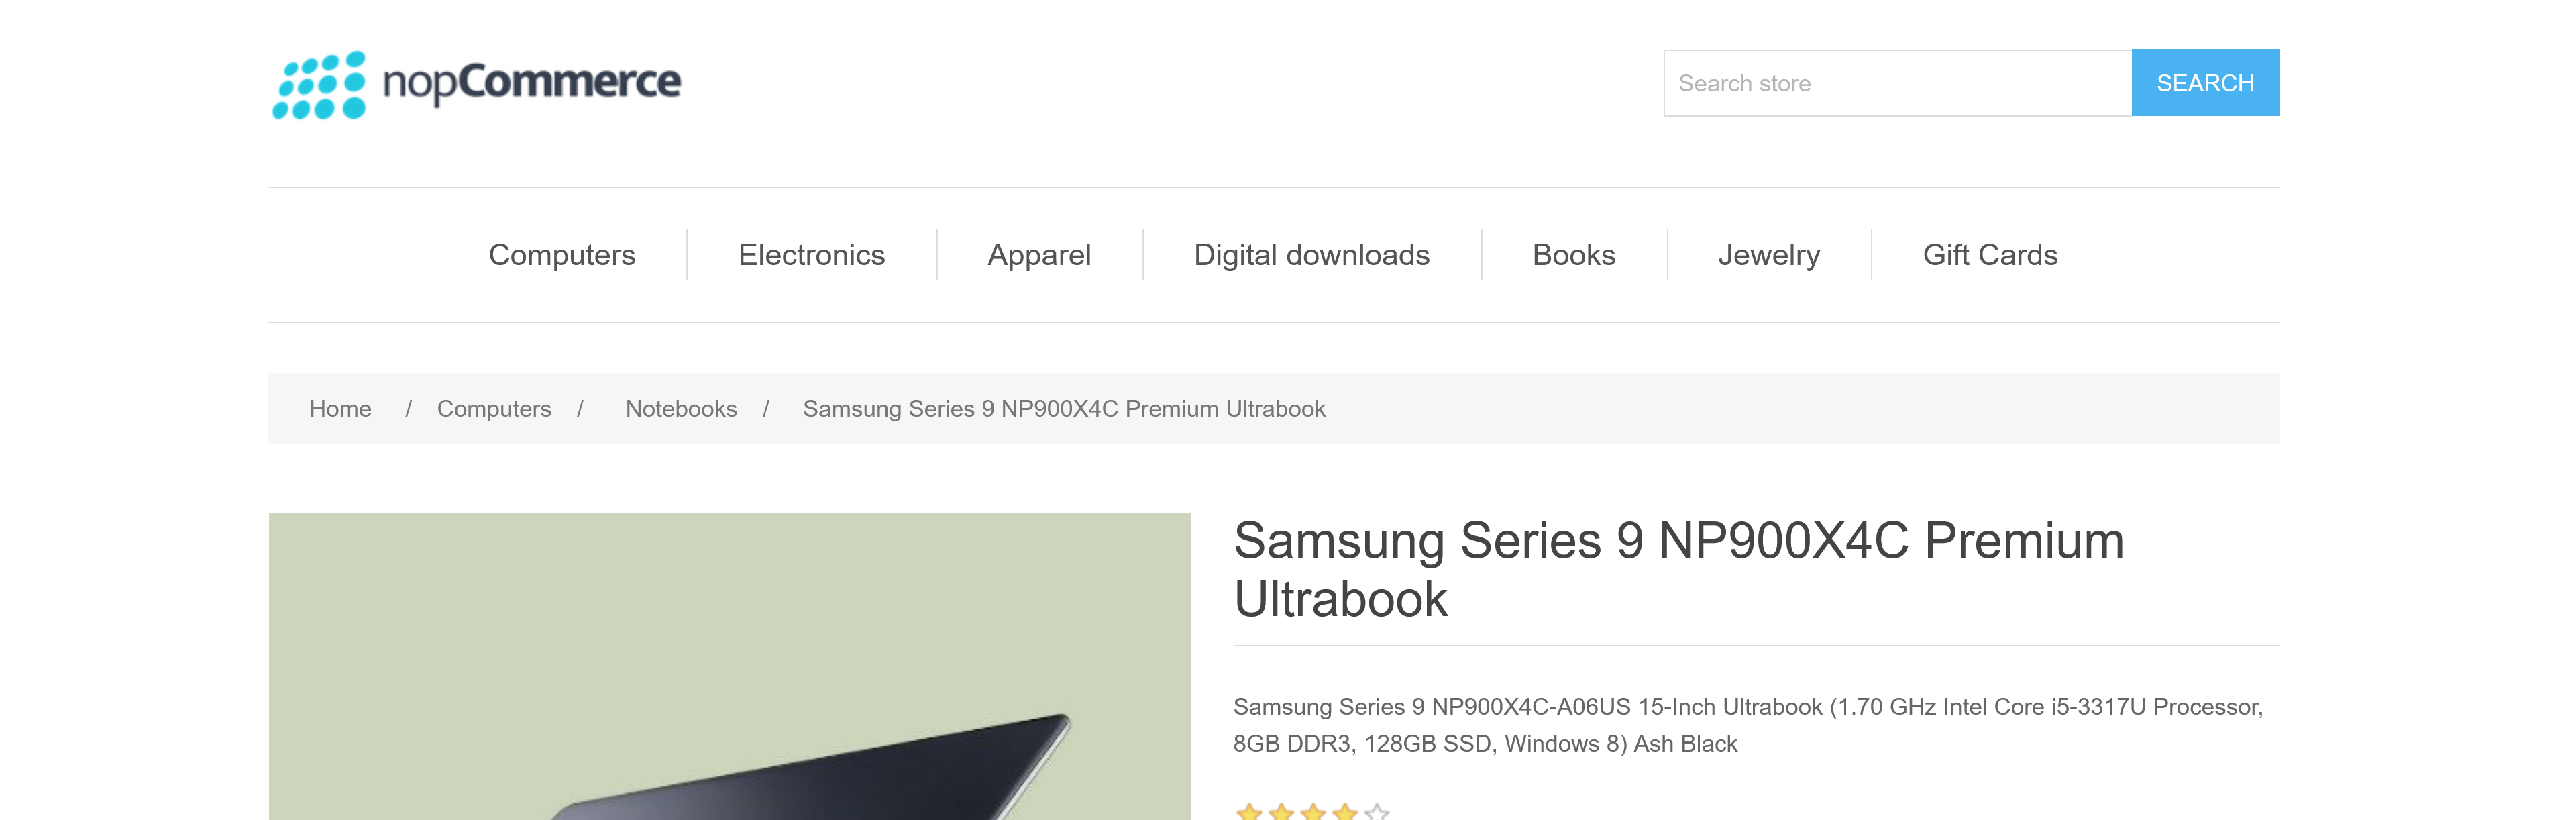 nopCommerce
Search store
SEARCH
Computers
Electronics
Apparel
Digital downloads
Books
Jewelry
Gift Cards
Home / Computers / Notebooks / Samsung Series 9 NP900X4C Premium Ultrabook
Samsung Series 9 NP900X4C Premium
Ultrabook
Samsung Series 9 NP900X4C-A06US 15-Inch Ultrabook (1.70 GHz Intel Core i5-3317U Processor,
8GB DDR3, 128GB SSD, Windows 8) Ash Black